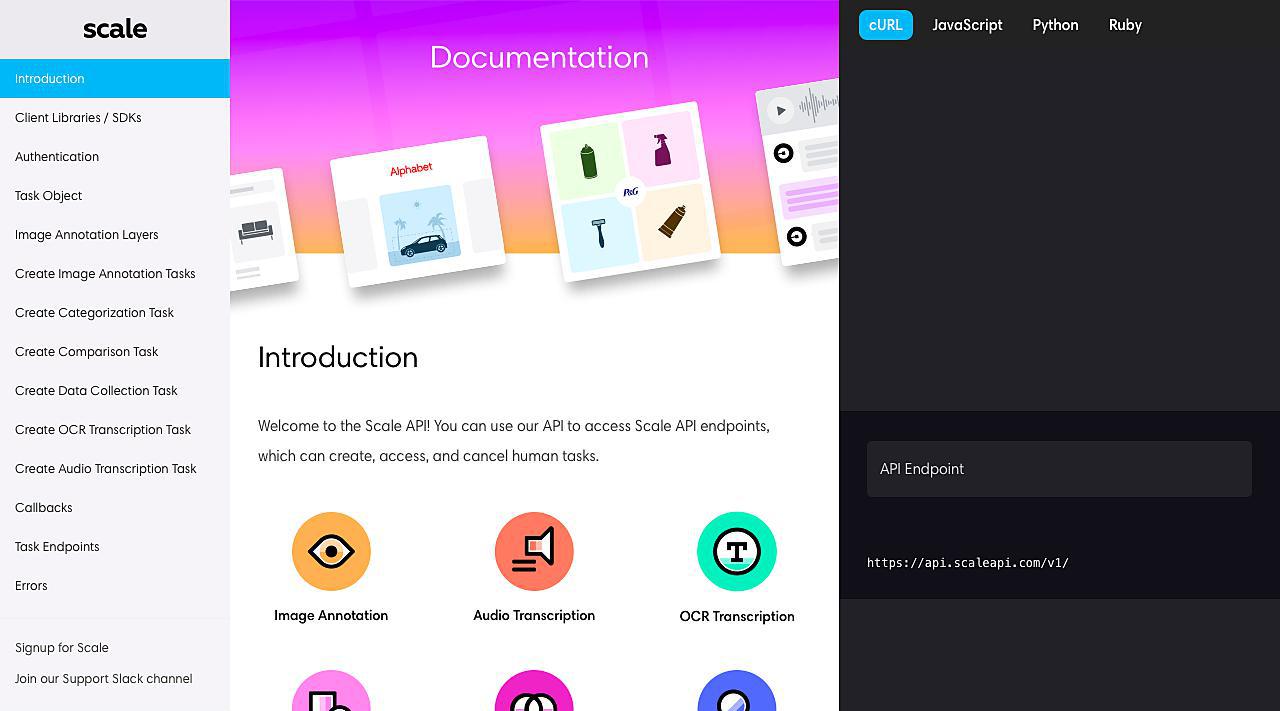 scale
Introduction
Client Libraries / SDKs
Authentication
Task Object
Image Annotation Layers
Create Image Annotation Tasks
Create Categorization Task
Create Comparison Task
Create Data Collection Task
Create OCR Transcription Task
Create Audio Transcription Task
Callbacks
Task Endpoints
Errors
Signup for Scale
Join our Support Slack channel
Documentation
Alphabet
P&G
Introduction
Welcome to the Scale API! You can use our API to access Scale API endpoints,
which can create, access, and cancel human tasks.
Image Annotation
Audio Transcription
T
OCR Transcription
cURL JavaScript Python Ruby
API Endpoint
https://api.scaleapi.com/v1/